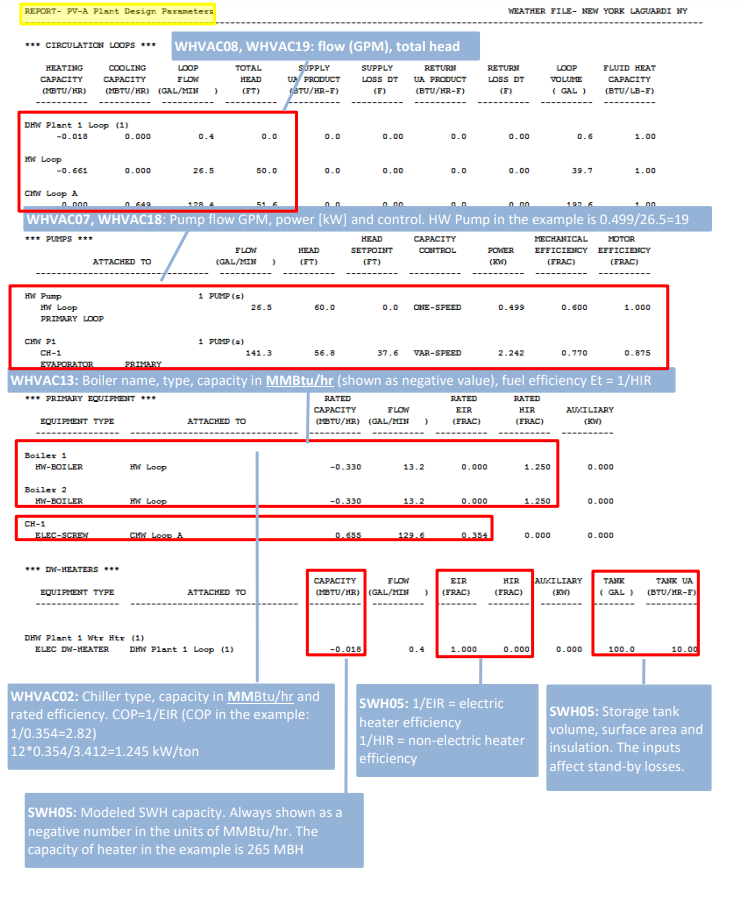 REPORT- PV-A Plant Design Parameters WEATHER FILE- NEW YORK LAGUARDI NY
*** CIRCULATION LOOPS ***
WHVAC08, WHVAC19: flow (GPM), total head
HEATING COOLING LOOP TOTAL SUPPLY SUPPLY RETURN RETURN LOOP FLUID HEAT
CAPACITY CAPACITY FLOW HEAD UA PRODUCT LOSS DT UA PRODUCT LOSS DT VOLUME CAPACITY
(MBTU/HR) (MBTU/HR) (GAL/MIN ) (FT) (BTU/HR-F) (F) (BTU/HR-F) (F) ( GAL ) (BTU/LB-F)
DHW Plant 1 Loop (1)
-0.018 0.000 0.4 0.0 0.0 0.00 0.0 0.00 0.6 1.00
HW Loop
-0.661 0.000 26.5 50.0 0.0 0.00 0.0 0.00 39.7 1.00
CHW Loop A
0.000 0.649 128.4 51.6 0.0 0.00 0.0 0.00 192.6 1.00
WHVAC07, WHVAC18: Pump flow GPM, power [kW] and control. HW Pump in the example is 0.499/26.5=19
*** PUMPS ***
HEAD CAPACITY MECHANICAL MOTOR
FLOW HEAD SETPOINT CONTROL POWER EFFICIENCY EFFICIENCY
ATTACHED TO (GAL/MIN ) (FT) (FT) (KW) (FRAC) (FRAC)
HW Pump 1 PUMP(s)
HW Loop 26.5 60.0 0.0 ONE-SPEED 0.499 0.600 1.000
PRIMARY LOOP
CHW P1 1 PUMP(s)
CH-1 141.3 56.8 37.6 VAR-SPEED 2.242 0.770 0.875
EVAPORATOR PRIMARY
WHVAC13: Boiler name, type, capacity in MMBtu/hr (shown as negative value), fuel efficiency Et = 1/HIR
*** PRIMARY EQUIPMENT *** RATED RATED RATED
CAPACITY FLOW EIR HIR AUXILIARY
EQUIPMENT TYPE ATTACHED TO (MBTU/HR) (GAL/MIN ) (FRAC) (FRAC) (KW)
Boiler 1
HW-BOILER HW Loop -0.330 13.2 0.000 1.250 0.000
Boiler 2
HW-BOILER HW Loop -0.330 13.2 0.000 1.250 0.000
CH-1
ELEC-SCREW CHW Loop A 0.655 129.6 0.354 0.000 0.000
*** DW-HEATERS ***
CAPACITY FLOW EIR HIR AUXILIARY TANK TANK UA
EQUIPMENT TYPE ATTACHED TO (MBTU/HR) (GAL/MIN ) (FRAC) (FRAC) (KW) ( GAL ) (BTU/HR-F)
DHW Plant 1 Wtr Htr (1)
ELEC DW-HEATER DHW Plant 1 Loop (1) -0.018 0.4 1.000 0.000 0.000 100.0 10.00
WHVAC02: Chiller type, capacity in MMBtu/hr and
rated efficiency. COP=1/EIR (COP in the example:
1/0.354=2.82)
12*0.354/3.412=1.245 kW/ton
SWH05: 1/EIR = electric
heater efficiency
1/HIR = non-electric heater
efficiency
SWH05: Storage tank
volume, surface area and
insulation. The inputs
affect stand-by losses.
SWH05: Modeled SWH capacity. Always shown as a
negative number in the units of MMBtu/hr. The
capacity of heater in the example is 265 MBH